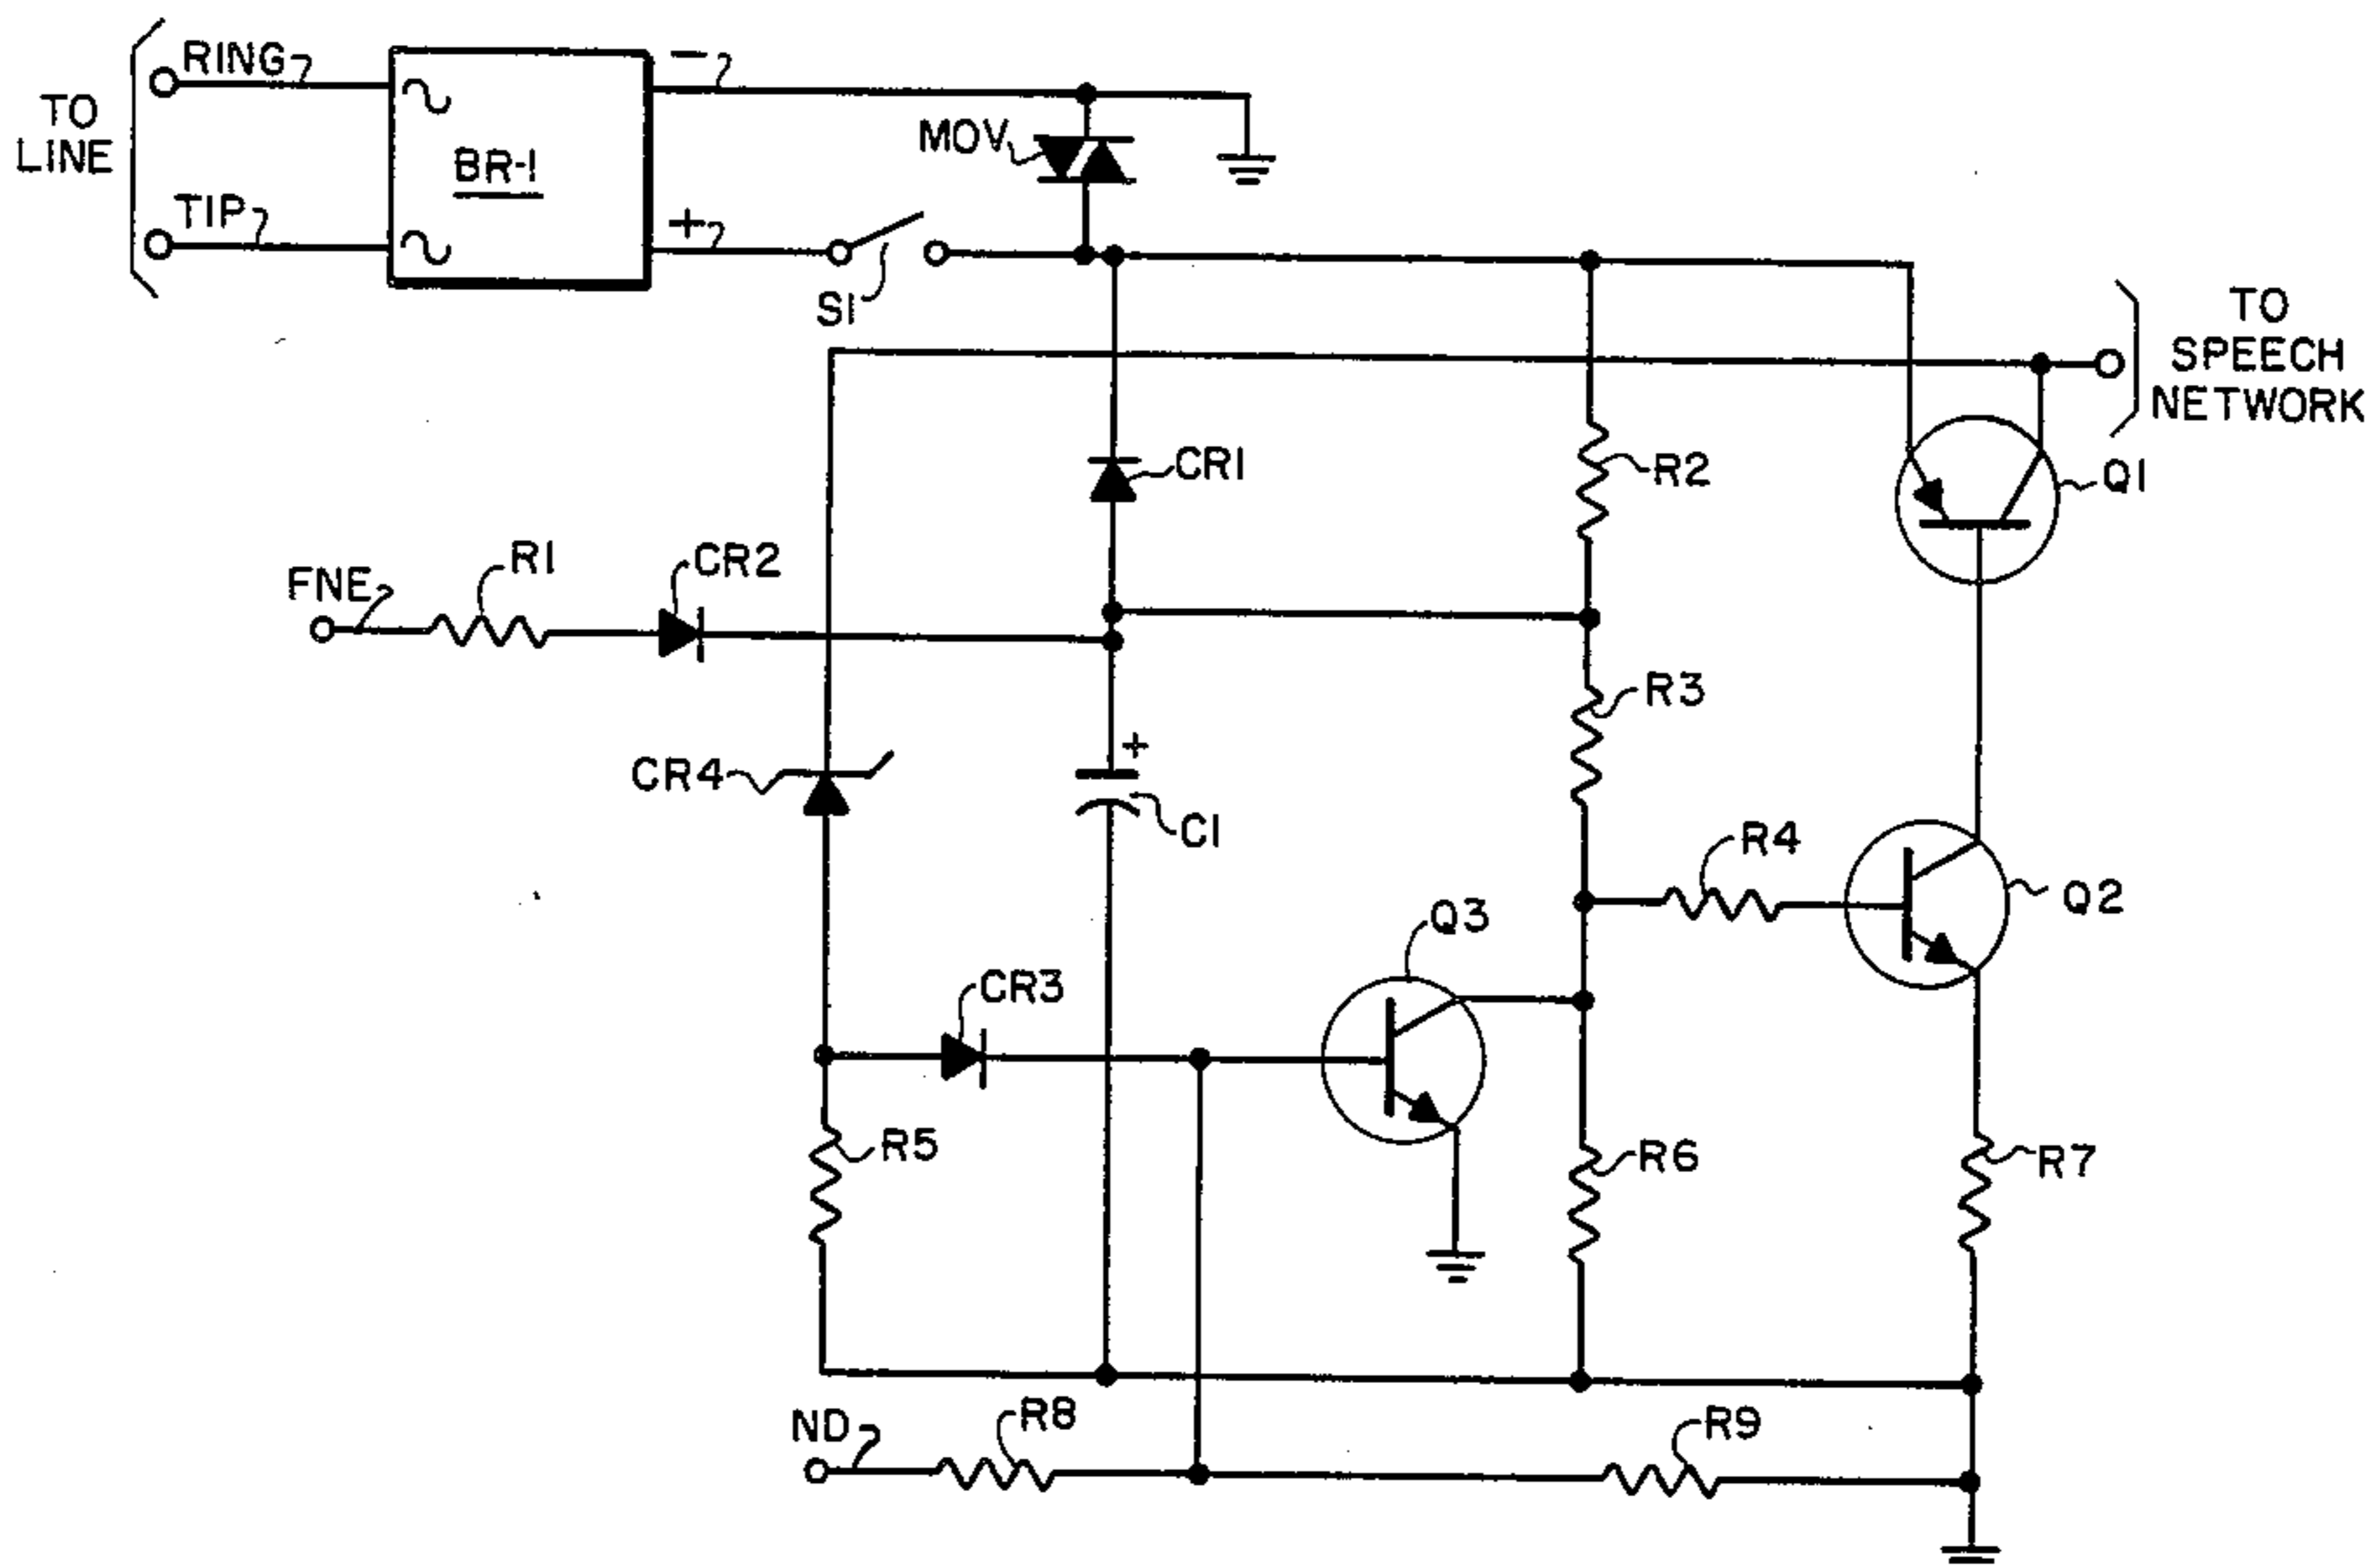 RING
TO
LINE
BR-1
TIP
-
+
MOV
S1
TO
SPEECH
NETWORK
CR1
R2
Q1
FNE
R1
CR2
R3
CR4
+
C1
R4
Q2
Q3
CR3
R5
R6
R7
ND
R8
R9